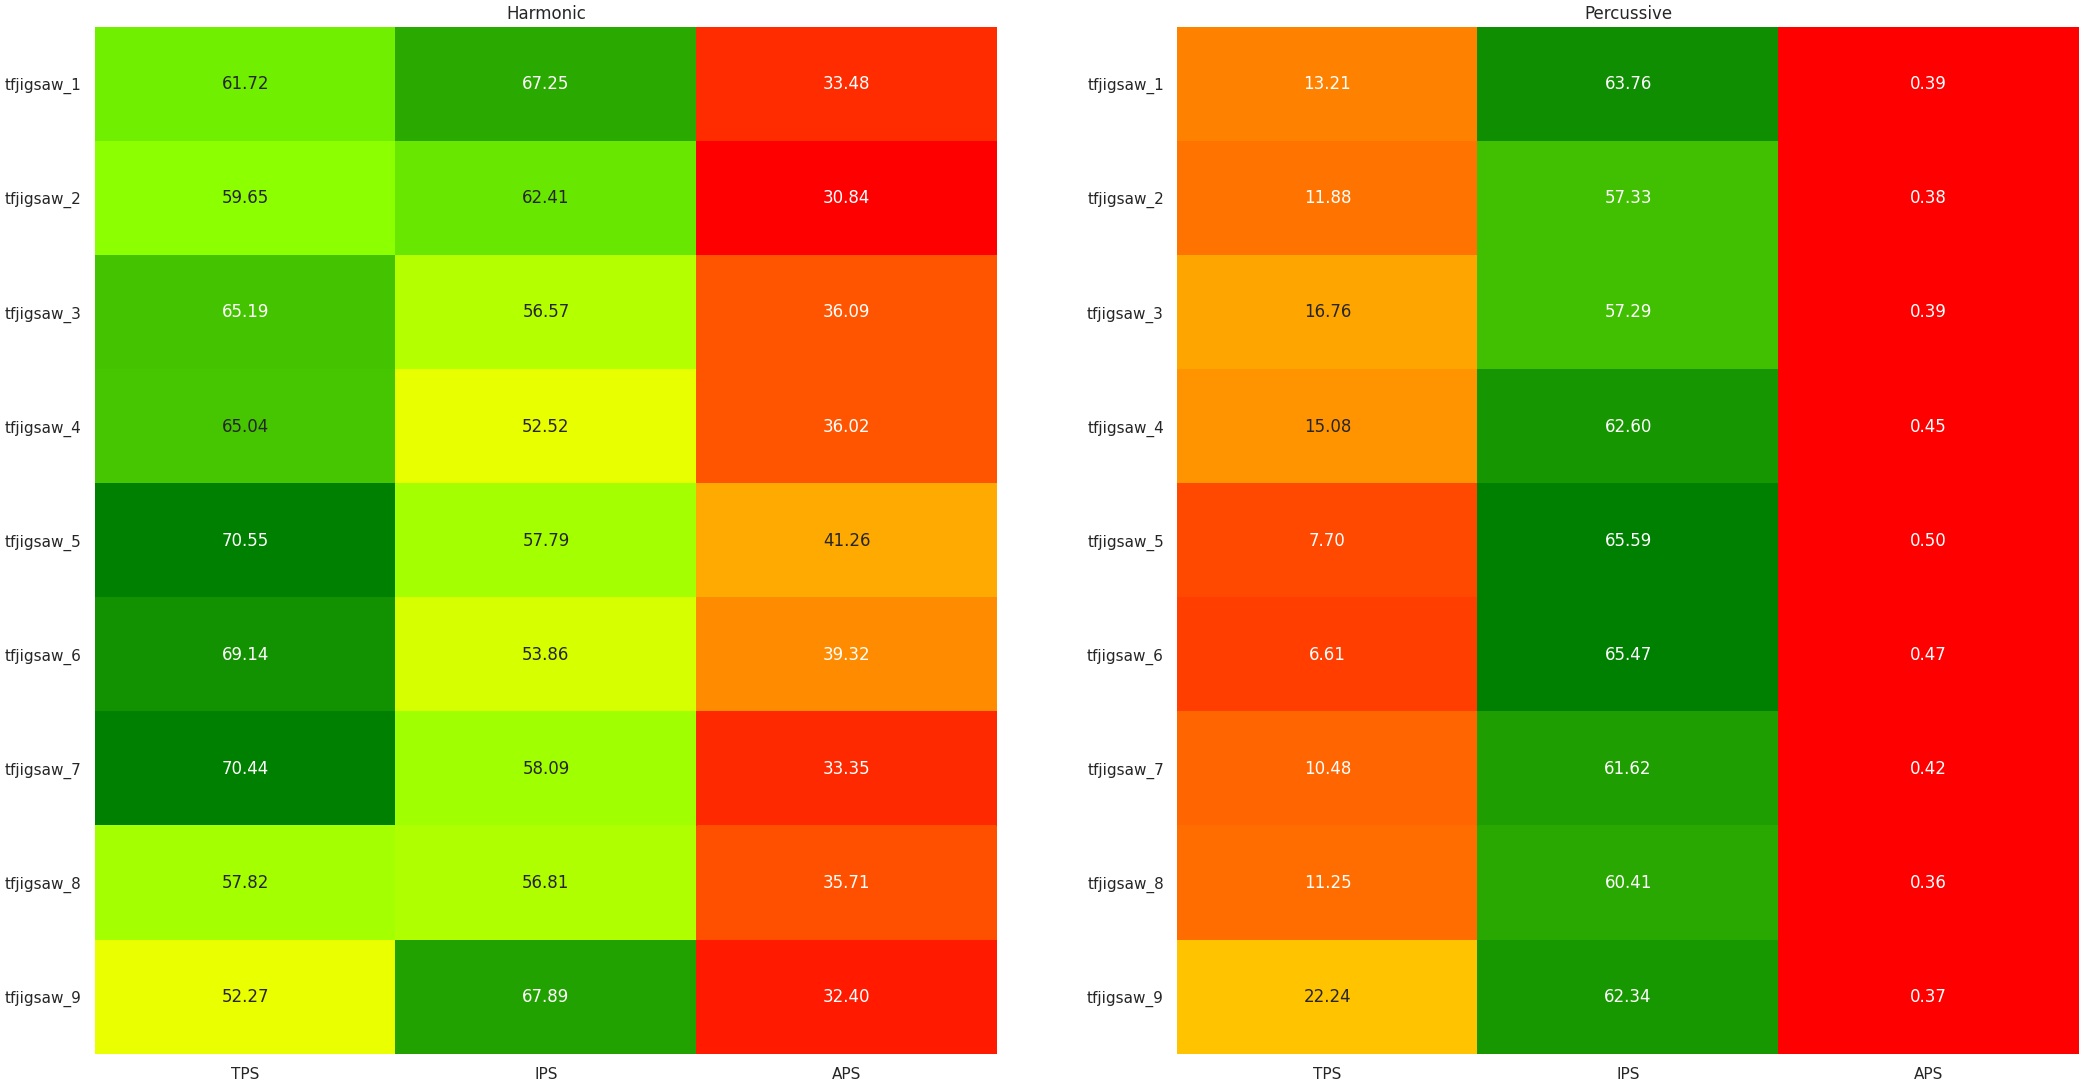 Harmonic Percussive
tfjigsaw_1 61.72 67.25 33.48 tfjigsaw_1 13.21 63.76 0.39
tfjigsaw_2 59.65 62.41 30.84 tfjigsaw_2 11.88 57.33 0.38
tfjigsaw_3 65.19 56.57 36.09 tfjigsaw_3 16.76 57.29 0.39
tfjigsaw_4 65.04 52.52 36.02 tfjigsaw_4 15.08 62.60 0.45
tfjigsaw_5 70.55 57.79 41.26 tfjigsaw_5 7.70 65.59 0.50
tfjigsaw_6 69.14 53.86 39.32 tfjigsaw_6 6.61 65.47 0.47
tfjigsaw_7 70.44 58.09 33.35 tfjigsaw_7 10.48 61.62 0.42
tfjigsaw_8 57.82 56.81 35.71 tfjigsaw_8 11.25 60.41 0.36
tfjigsaw_9 52.27 67.89 32.40 tfjigsaw_9 22.24 62.34 0.37
TPS IPS APS TPS IPS APS